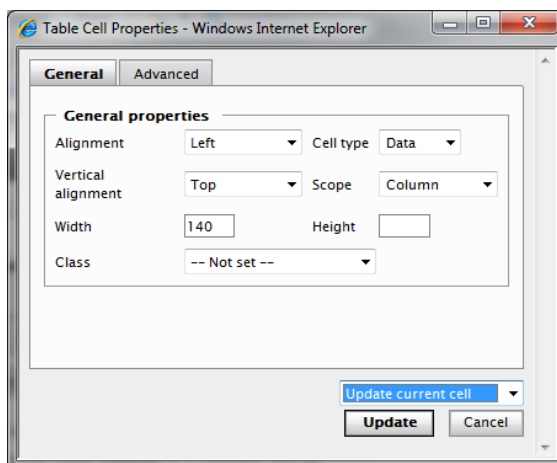 Table Cell Properties - Windows Internet Explorer
General Advanced
General properties
Alignment Left Cell type Data
Vertical alignment Top Scope Column
Width 140 Height
Class -- Not set --
Update current cell
Update Cancel